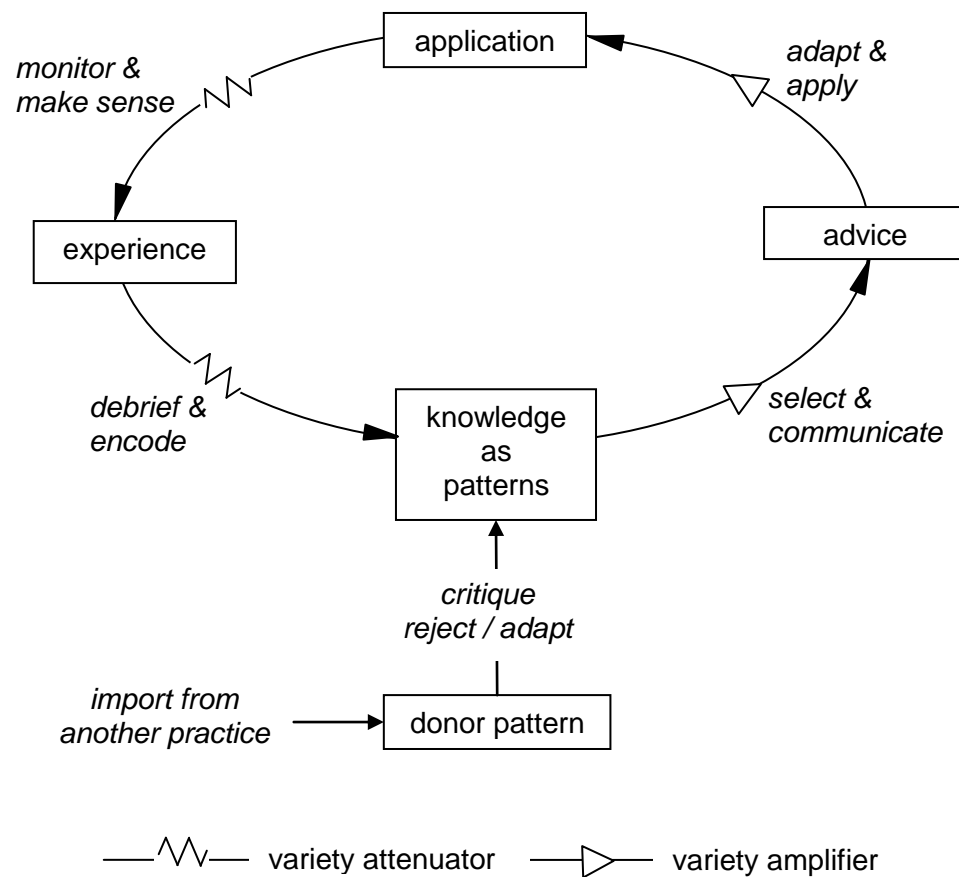 application
monitor &
make sense
adapt &
apply
experience
advice
debrief &
encode
knowledge
as
patterns
select &
communicate
critique
reject / adapt
import from
another practice
donor pattern
variety attenuator
variety amplifier